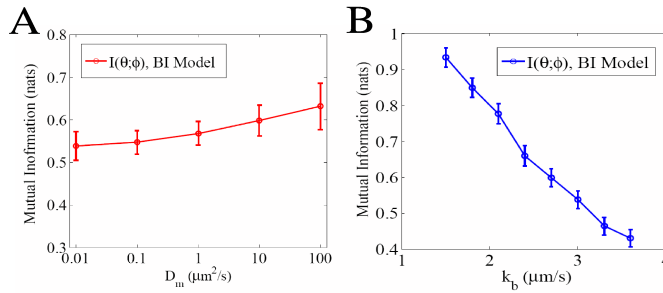 A
I(θ;φ), BI Model
Mutual Inofrmation (nats)
0.8
0.7
0.6
0.5
0.4
0.3
0.01 0.1 1 10 100
D_m μm²/s
B
I(θ;φ), BI Model
Mutual Information (nats)
1
0.9
0.8
0.7
0.6
0.5
0.4
1 2 3 4
k_b (μm/s)